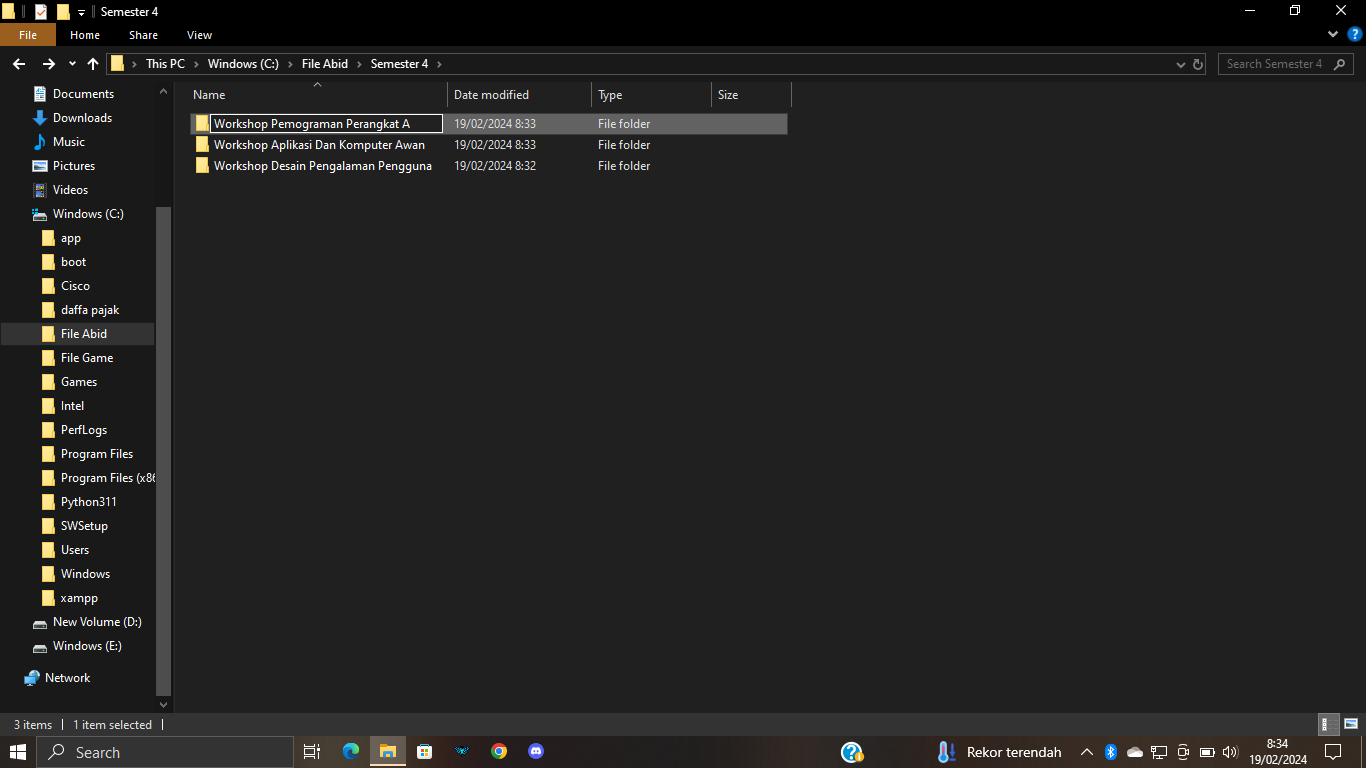 Semester 4
File Home Share View
This PC Windows (C:) File Abid Semester 4 Search Semester 4
Name Date modified Type Size
Workshop Pemograman Perangkat A 19/02/2024 8:33 File folder
Workshop Aplikasi Dan Komputer Awan 19/02/2024 8:33 File folder
Workshop Desain Pengalaman Pengguna 19/02/2024 8:32 File folder
Documents
Downloads
Music
Pictures
Videos
Windows (C:)
app
boot
Cisco
daffa pajak
File Abid
File Game
Games
Intel
PerfLogs
Program Files
Program Files (x86
Python311
SWSetup
Users
Windows
xampp
New Volume (D:)
Windows (E:)
Network
3 items 1 item selected
Search Rekor terendah 8:34
19/02/2024